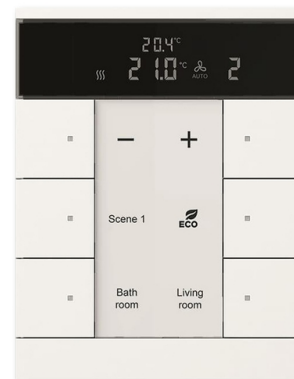 20.4°C
21.0°C AUTO 2
− +
Scene 1 ECO
Bath
room
Living
room